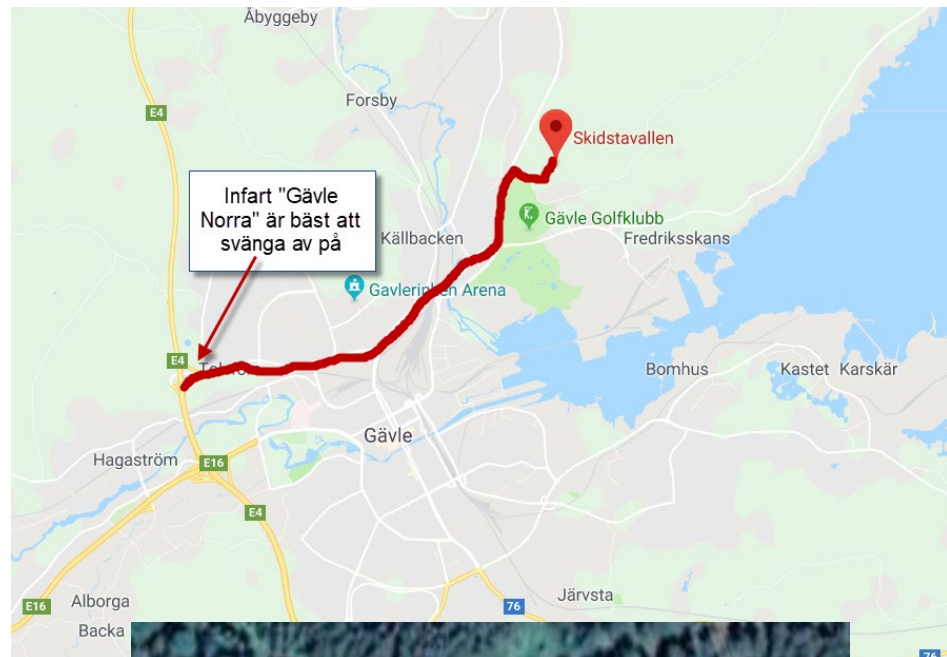 Åbyggeby
E4
Forsby
Skidstavallen
Infart "Gävle
Norra" är bäst att
svänga av på
Gävle Golfklubb
Källbacken
Fredriksskans
Gavlerinken Arena
E4
Bomhus
Kastet
Karskär
Gävle
Hagaström
E16
E4
Järvsta
Alborga
E16
76
Backa
76